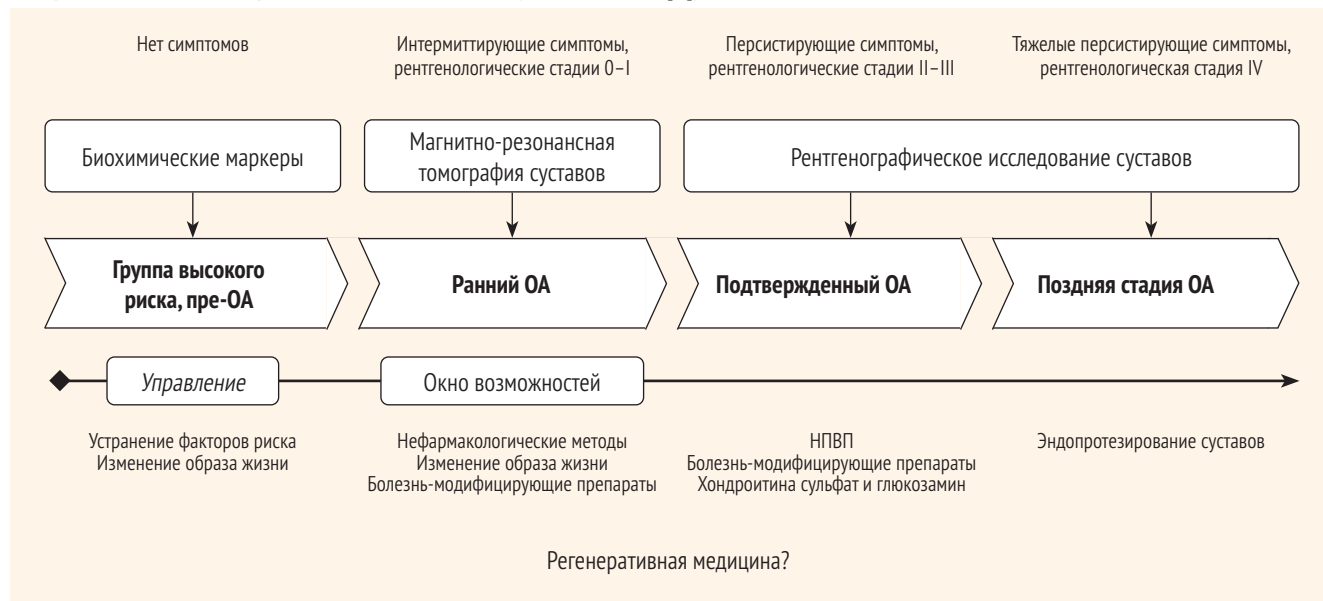 Нет симптомов
Интермиттирующие симптомы,
рентгенологические стадии 0–I
Персистирующие симптомы,
рентгенологические стадии II–III
Тяжелые персистирующие симптомы,
рентгенологическая стадия IV
Биохимические маркеры
Магнитно-резонансная
томография суставов
Рентгенографическое исследование суставов
Группа высокого
риска, пре-ОА
Ранний ОА
Подтвержденный ОА
Поздняя стадия ОА
Управление
Окно возможностей
Устранение факторов риска
Изменение образа жизни
Нефармакологические методы
Изменение образа жизни
Болезнь-модифицирующие препараты
НПВП
Болезнь-модифицирующие препараты
Хондроитина сульфат и глюкозамин
Эндопротезирование суставов
Регенеративная медицина?